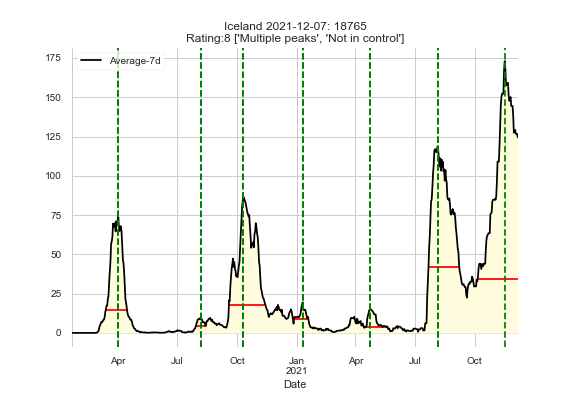 Iceland 2021-12-07: 18765
Rating:8 ['Multiple peaks', 'Not in control']
Average-7d
175
150
125
100
75
50
25
0
Apr Jul Oct Jan Apr Jul Oct
2021
Date